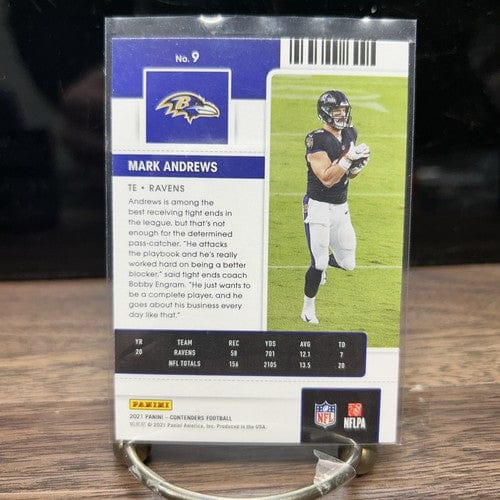 No. 9
B
MARK ANDREWS
TE • RAVENS
Andrews is among the
best receiving tight ends in
the league, but that's not
enough for the determined
pass-catcher. "He attacks
the playbook and he's really
worked hard on being a better
blocker," said tight ends coach
Bobby Engram. "He just wants
to be a complete player, and he
goes about his business every
day like that."
YR TEAM REC YDS AVG TD
20 RAVENS 58 701 12.1 7
NFL TOTALS 156 2105 13.5 20
PANINI
2021 PANINI - CONTENDERS FOOTBALL
© 2021 Panini America, Inc. Produced in the USA.
NFL
NFLPA